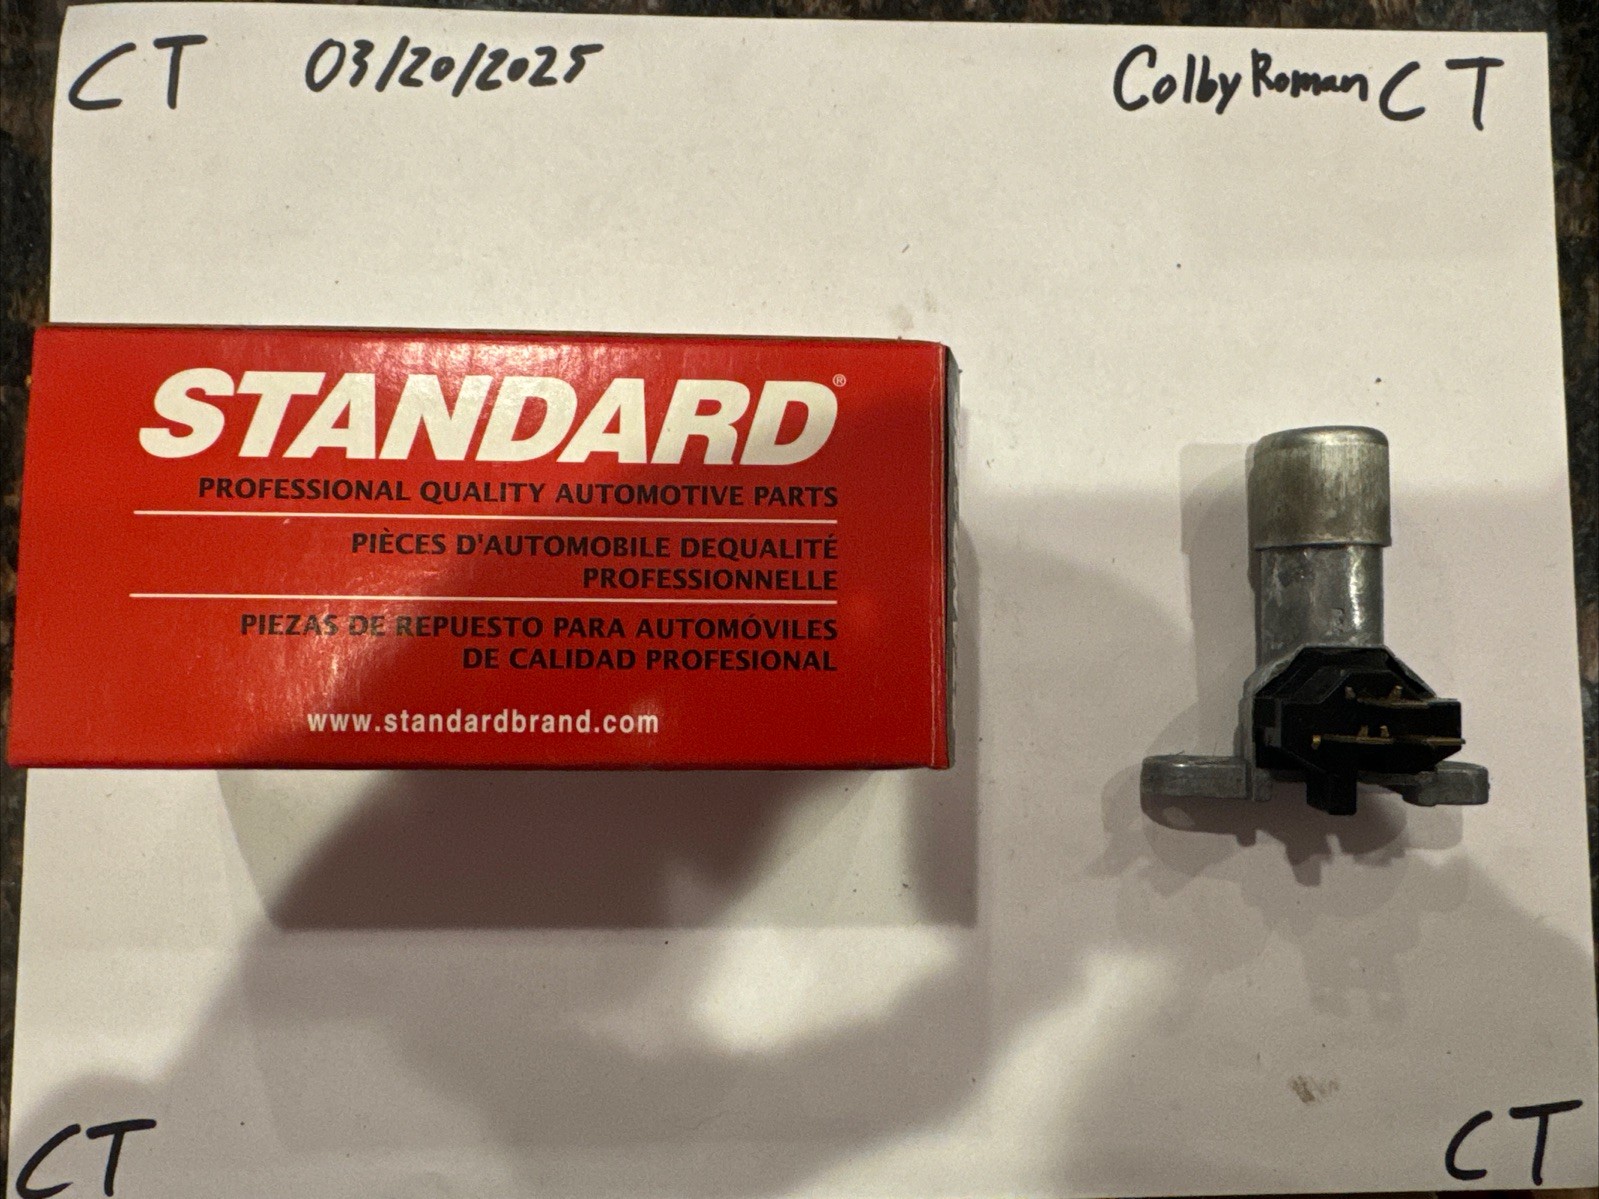 CT 03/20/2025 Colby Roman CT
STANDARD®
PROFESSIONAL QUALITY AUTOMOTIVE PARTS
PIÈCES D'AUTOMOBILE DEQUALITÉ
PROFESSIONNELLE
PIEZAS DE REPUESTO PARA AUTOMÓVILES
DE CALIDAD PROFESIONAL
www.standardbrand.com
CT CT